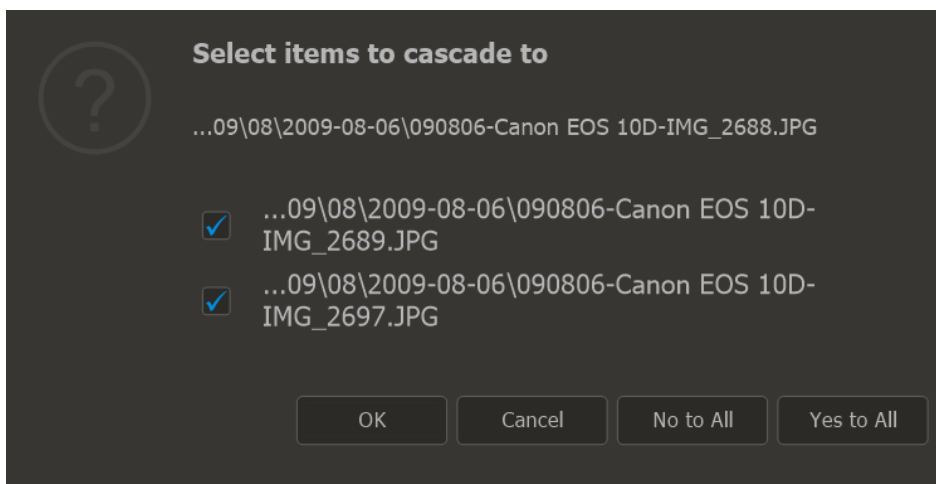 Select items to cascade to
...09\08\2009-08-06\090806-Canon EOS 10D-IMG_2688.JPG
...09\08\2009-08-06\090806-Canon EOS 10D-
IMG_2689.JPG
...09\08\2009-08-06\090806-Canon EOS 10D-
IMG_2697.JPG
OK Cancel No to All Yes to All